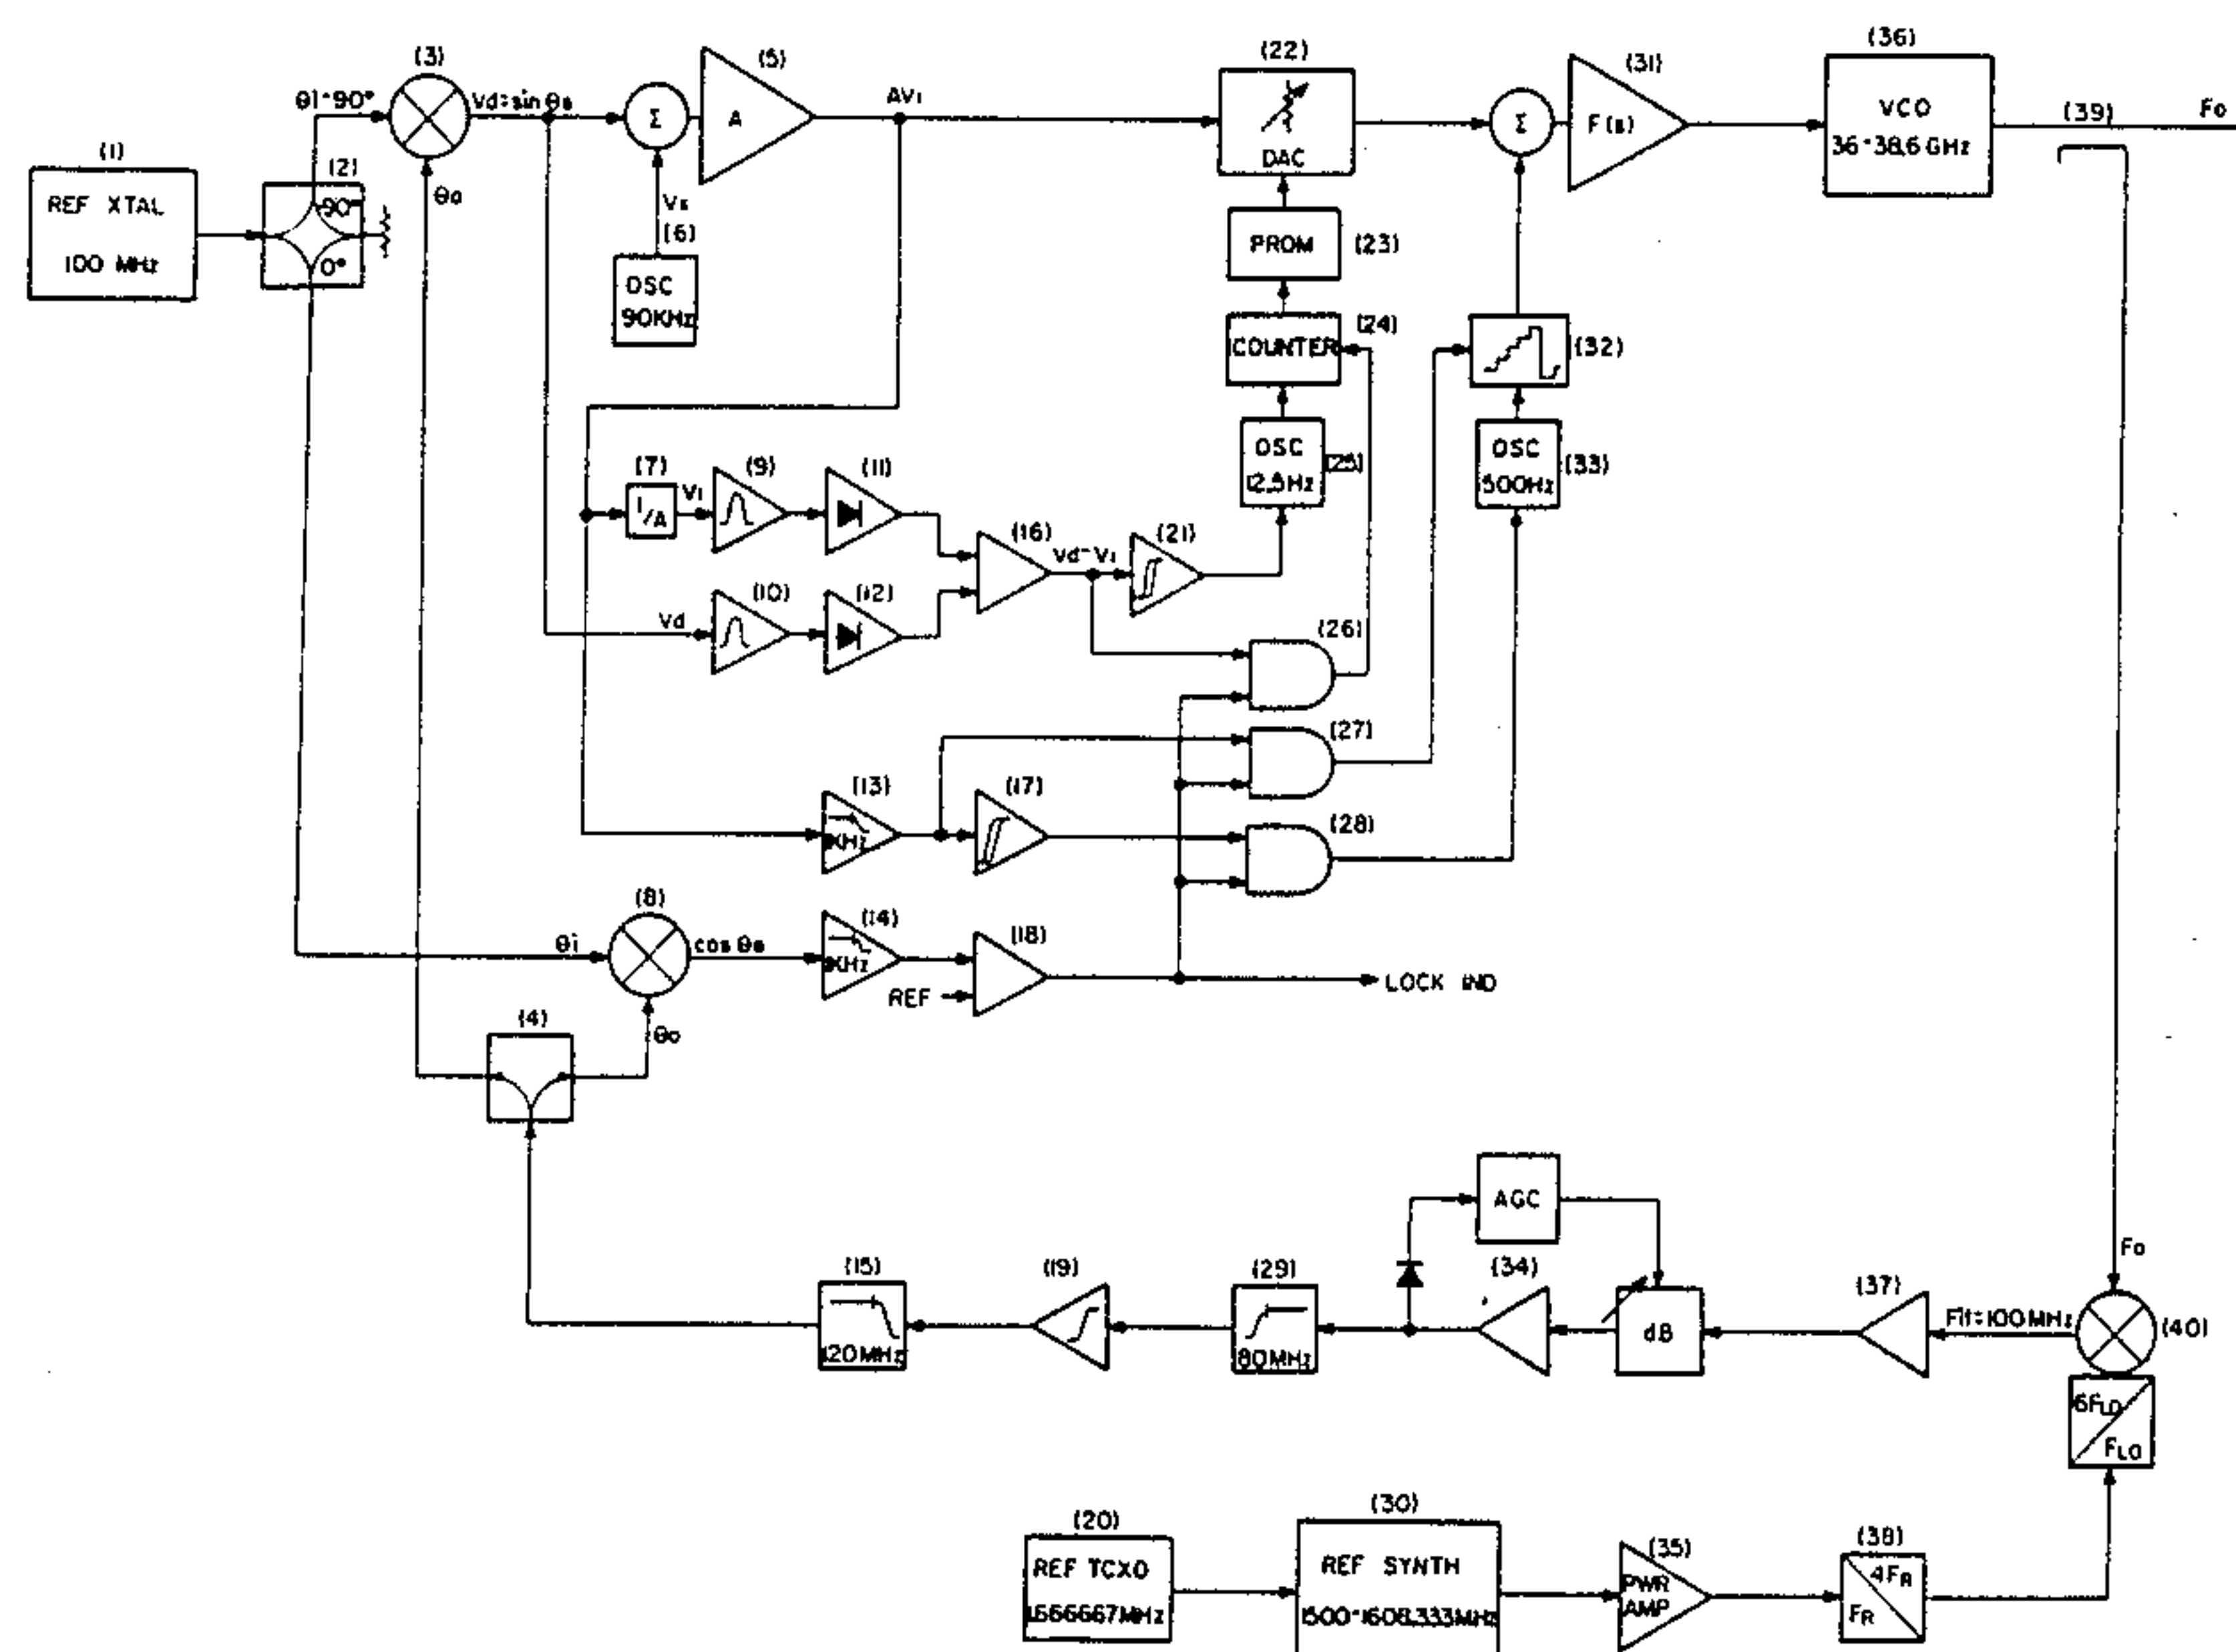 (1)
REF XTAL
100 MHz
(2)
90°
0°
θi+90°
(3)
θo
Vd=sin θe
Σ
Vs
(6)
OSC
90KHz
(5)
A
AVi
(22)
DAC
PROM
(23)
COUNTER
(24)
OSC
12.5Hz
(25)
Σ
(31)
F(s)
(32)
OSC
500Hz
(33)
(36)
VCO
36-38.6 GHz
(39)
Fo
(7)
1/A
Vi
(9)
(11)
(16)
Vd-Vi
(21)
Vd
(10)
(12)
(26)
(27)
(28)
(13)
KHz
(17)
(8)
θi
cos θe
(14)
KHz
(18)
REF
LOCK IND
(4)
θo
AGC
(15)
120MHz
(19)
(29)
80MHz
(34)
dB
(37)
Fif=100MHz
Fo
(40)
6FLO
FLO
(20)
REF TCXO
1.666667MHz
(30)
REF SYNTH
1500-1608.333MHz
(35)
PWR
AMP
(38)
4FR
FR